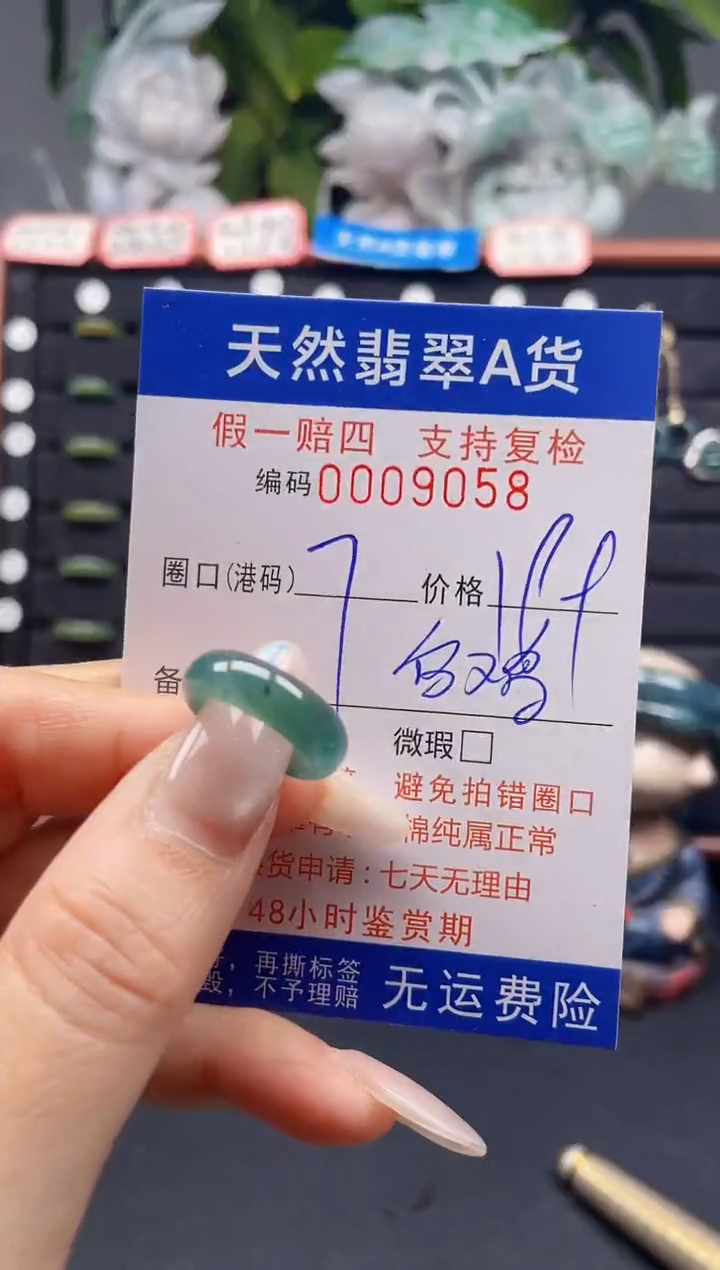 天然翡翠A货
假一赔四 支持复检
编码0009058
圈口(港码) 7 价格
备
微瑕□
避免拍错圈口
棉纯属正常
货申请：七天无理由
48小时鉴赏期
，再撕标签
毁，不予理赔
无运费险